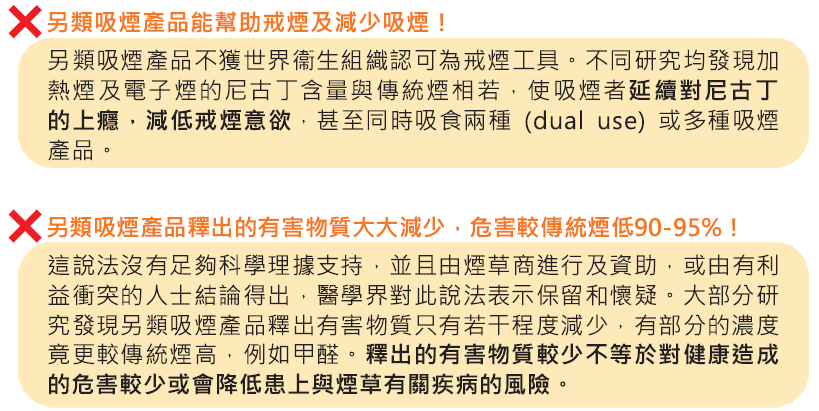 另類吸煙產品能幫助戒煙及減少吸煙！
另類吸煙產品不獲世界衞生組織認可為戒煙工具。不同研究均發現加
熱煙及電子煙的尼古丁含量與傳統煙相若，使吸煙者延續對尼古丁
的上癮，減低戒煙意欲，甚至同時吸食兩種 (dual use) 或多種吸煙
產品。
另類吸煙產品釋出的有害物質大大減少，危害較傳統煙低90-95%！
這說法沒有足夠科學理據支持，並且由煙草商進行及資助，或由有利
益衝突的人士結論得出，醫學界對此說法表示保留和懷疑。大部分研
究發現另類吸煙產品釋出有害物質只有若干程度減少，有部分的濃度
竟更較傳統煙高，例如甲醛。釋出的有害物質較少不等於對健康造成
的危害較少或會降低患上與煙草有關疾病的風險。